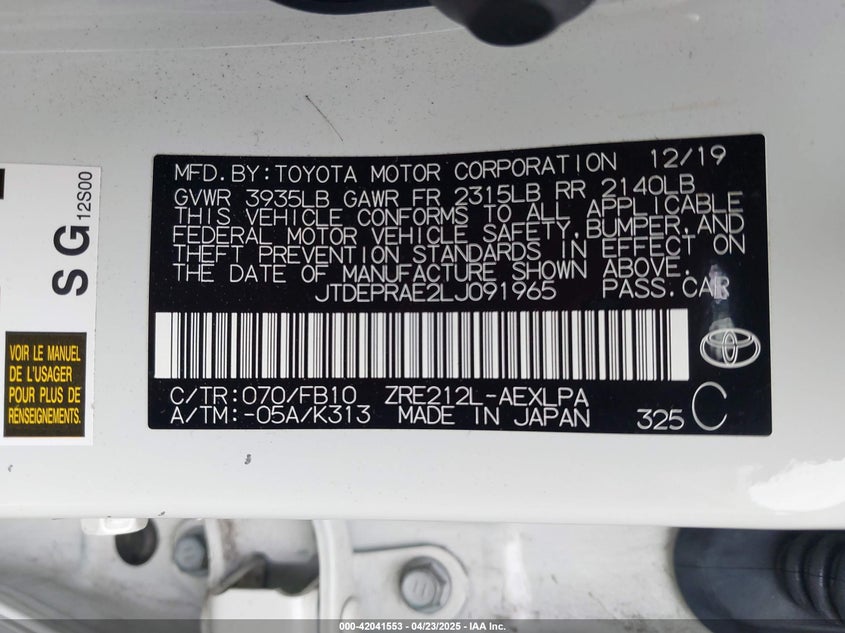 MFD.BY:TOYOTA MOTOR CORPORATION 12/19
GVWR 3935LB GAWR FR 2315LB RR 2140LB
THIS VEHICLE CONFORMS TO ALL APPLICABLE
FEDERAL MOTOR VEHICLE SAFETY,BUMPER,AND
THEFT PREVENTION STANDARDS IN EFFECT ON
THE DATE OF MANUFACTURE SHOWN ABOVE.
JTDEPRAE2LJ091965 PASS.CAR
C/TR:070/FB10 ZRE212L-AEXLPA
A/TM:-05A/K313 MADE IN JAPAN 325 C
SG 12S00
VOIR LE MANUEL
DE L'USAGER
POUR PLUS DE
RENSEIGNEMENTS.
000-42041553 - 04/23/2025 - IAA Inc.